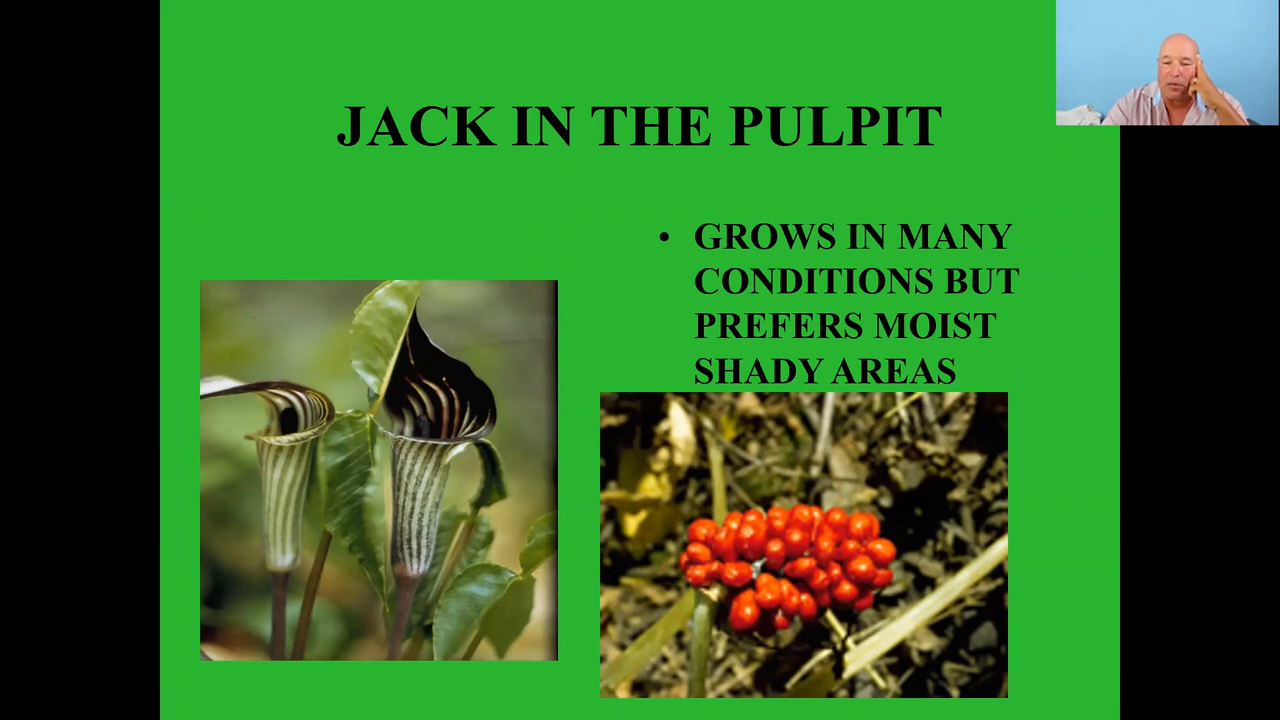 JACK IN THE PULPIT
• GROWS IN MANY
CONDITIONS BUT
PREFERS MOIST
SHADY AREAS